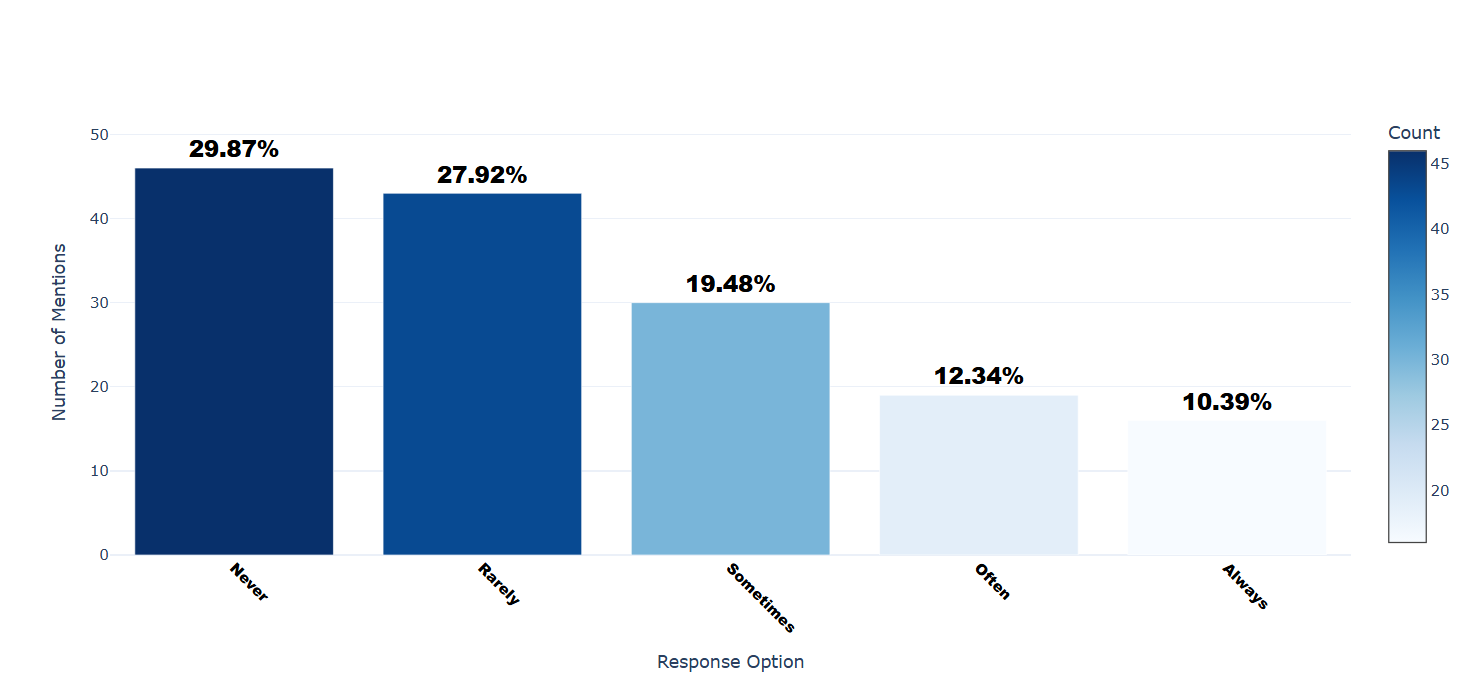 Count
50
40
30
20
10
0
Number of Mentions
29.87%
27.92%
19.48%
12.34%
10.39%
45
40
35
30
25
20
Never
Rarely
Sometimes
Often
Always
Response Option